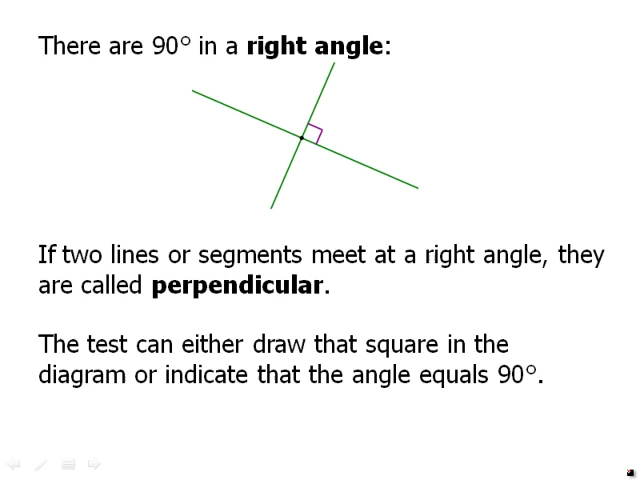 There are 90° in a right angle:
If two lines or segments meet at a right angle, they
are called perpendicular.
The test can either draw that square in the
diagram or indicate that the angle equals 90°.